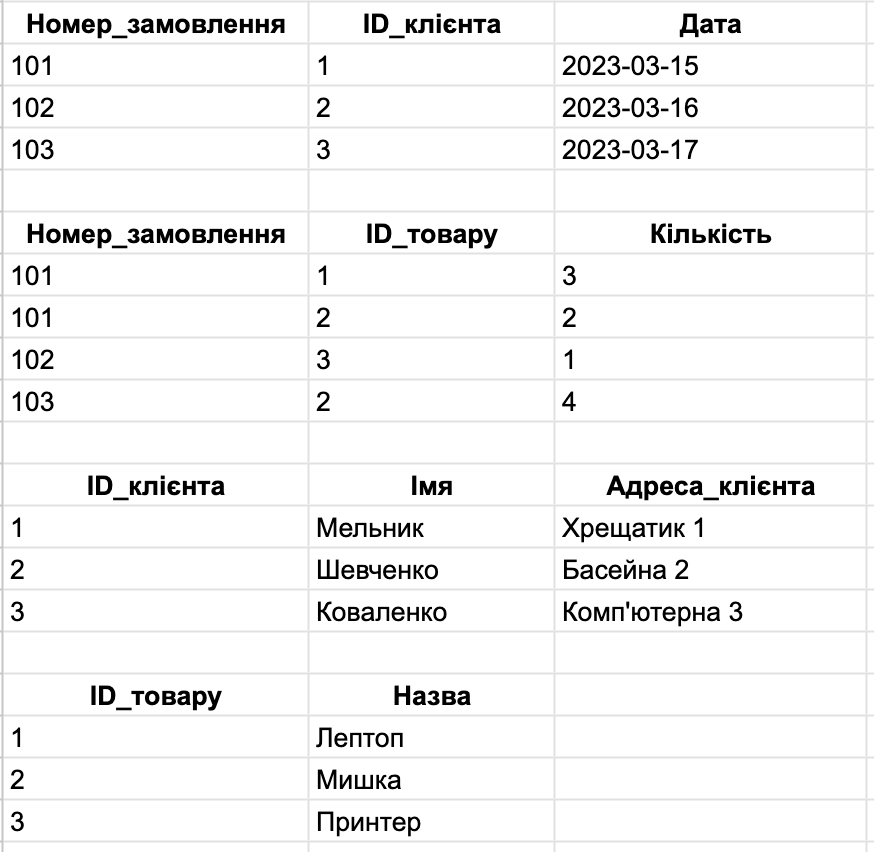 Номер_замовлення ID_клієнта Дата
101 1 2023-03-15
102 2 2023-03-16
103 3 2023-03-17
Номер_замовлення ID_товару Кількість
101 1 3
101 2 2
102 3 1
103 2 4
ID_клієнта Імя Адреса_клієнта
1 Мельник Хрещатик 1
2 Шевченко Басейна 2
3 Коваленко Комп'ютерна 3
ID_товару Назва
1 Лептоп
2 Мишка
3 Принтер